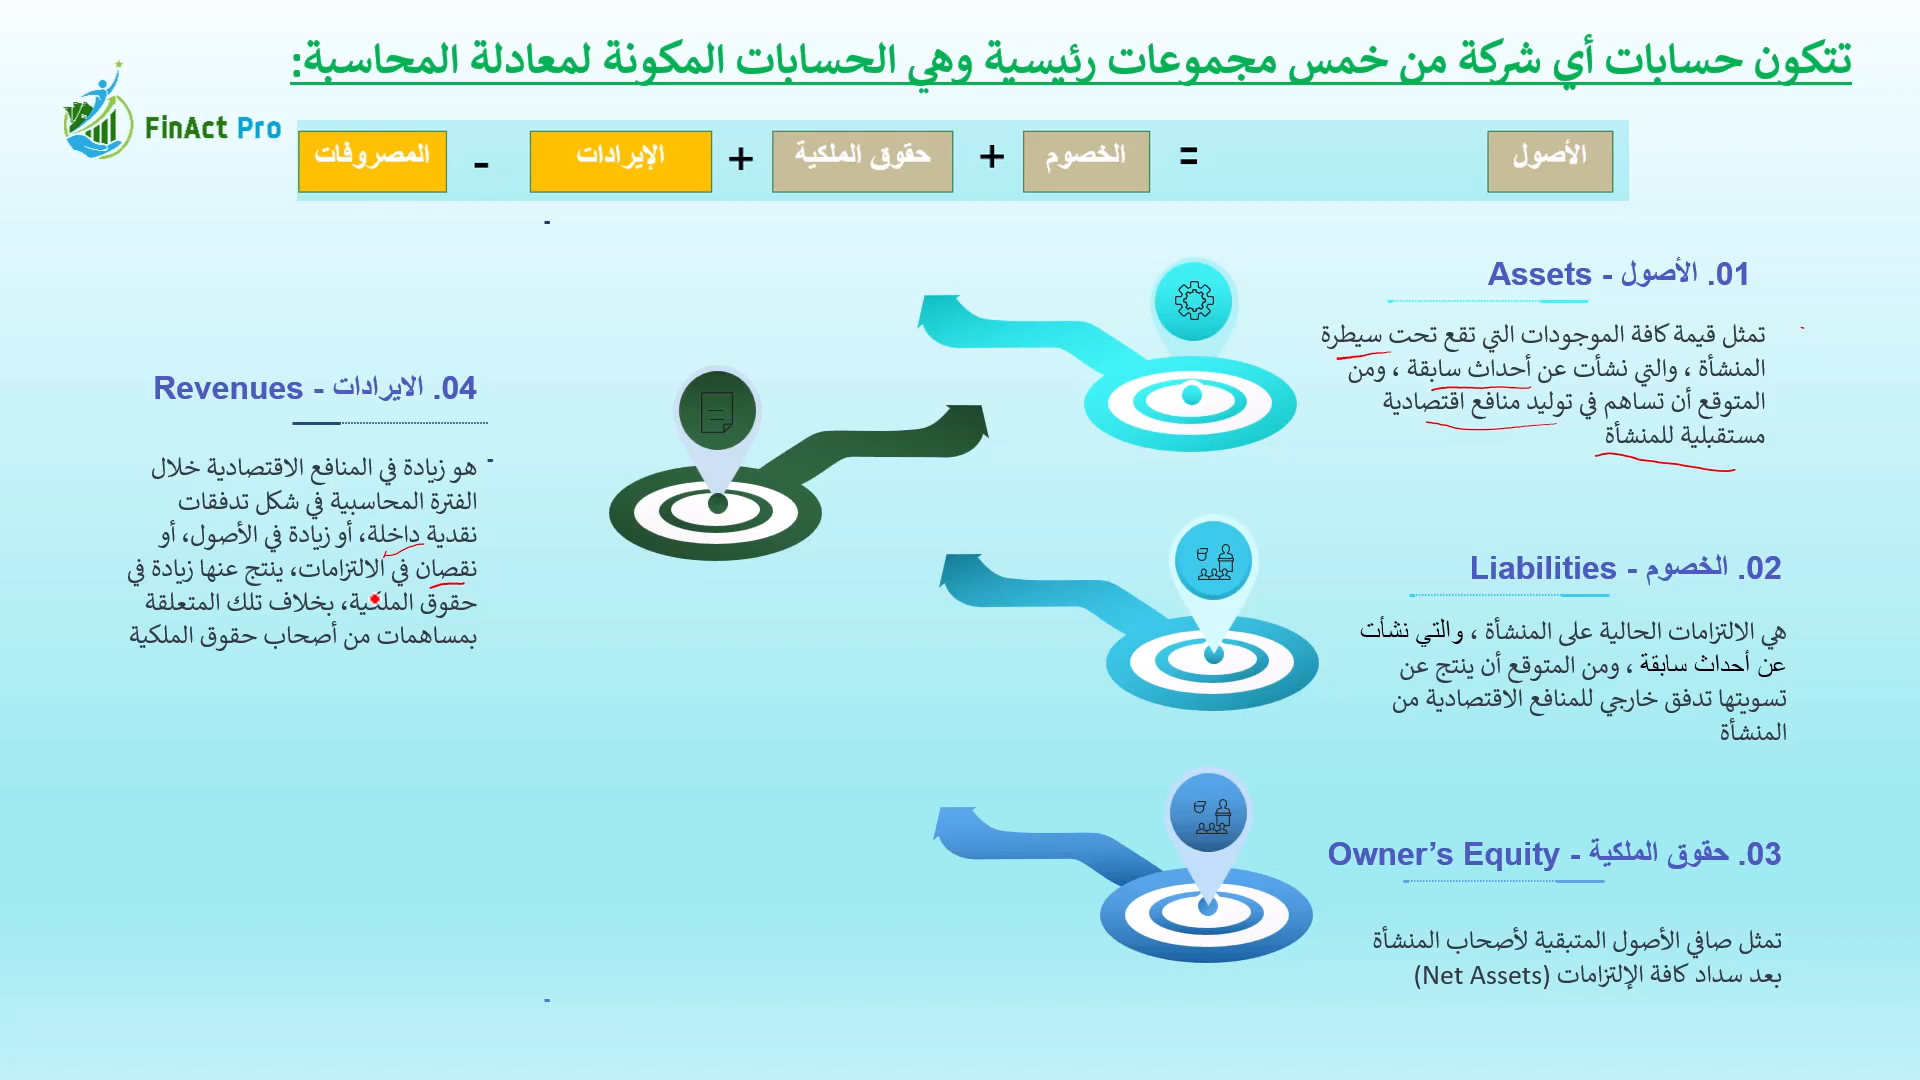 تتكون حسابات أي شركة من خمس مجموعات رئيسية وهي الحسابات المكونة لمعادلة المحاسبة:
FinAct Pro
الأصول = الخصوم + حقوق الملكية + الإيرادات - المصروفات
01. الأصول - Assets
تمثل قيمة كافة الموجودات التي تقع تحت سيطرة
المنشأة ، والتي نشأت عن أحداث سابقة ، ومن
المتوقع أن تساهم في توليد منافع اقتصادية
مستقبلية للمنشأة
02. الخصوم - Liabilities
هي الالتزامات الحالية على المنشأة ، والتي نشأت
عن أحداث سابقة ، ومن المتوقع أن ينتج عن
تسويتها تدفق خارجي للمنافع الاقتصادية من
المنشأة
03. حقوق الملكية - Owner’s Equity
تمثل صافي الأصول المتبقية لأصحاب المنشأة
بعد سداد كافة الإلتزامات (Net Assets)
04. الايرادات - Revenues
هو زيادة في المنافع الاقتصادية خلال
الفترة المحاسبية في شكل تدفقات
نقدية داخلة، أو زيادة في الأصول، أو
نقصان في الالتزامات، ينتج عنها زيادة في
حقوق الملكية، بخلاف تلك المتعلقة
بمساهمات من أصحاب حقوق الملكية